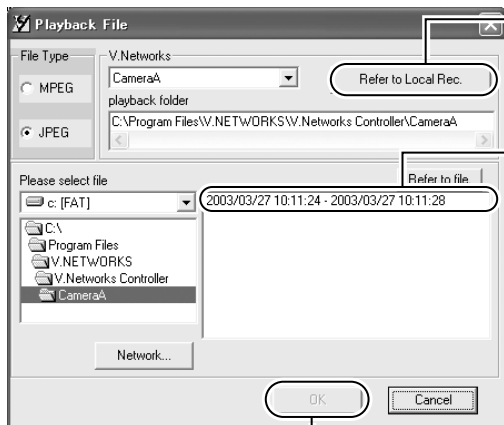 Playback File
File Type
V.Networks
MPEG
CameraA
Refer to Local Rec.
playback folder
JPEG
C:\Program Files\V.NETWORKS\V.Networks Controller\CameraA
Please select file
Refer to file
c: [FAT]
2003/03/27 10:11:24 - 2003/03/27 10:11:28
C:\
Program Files
V.NETWORKS
V.Networks Controller
CameraA
Network...
OK
Cancel